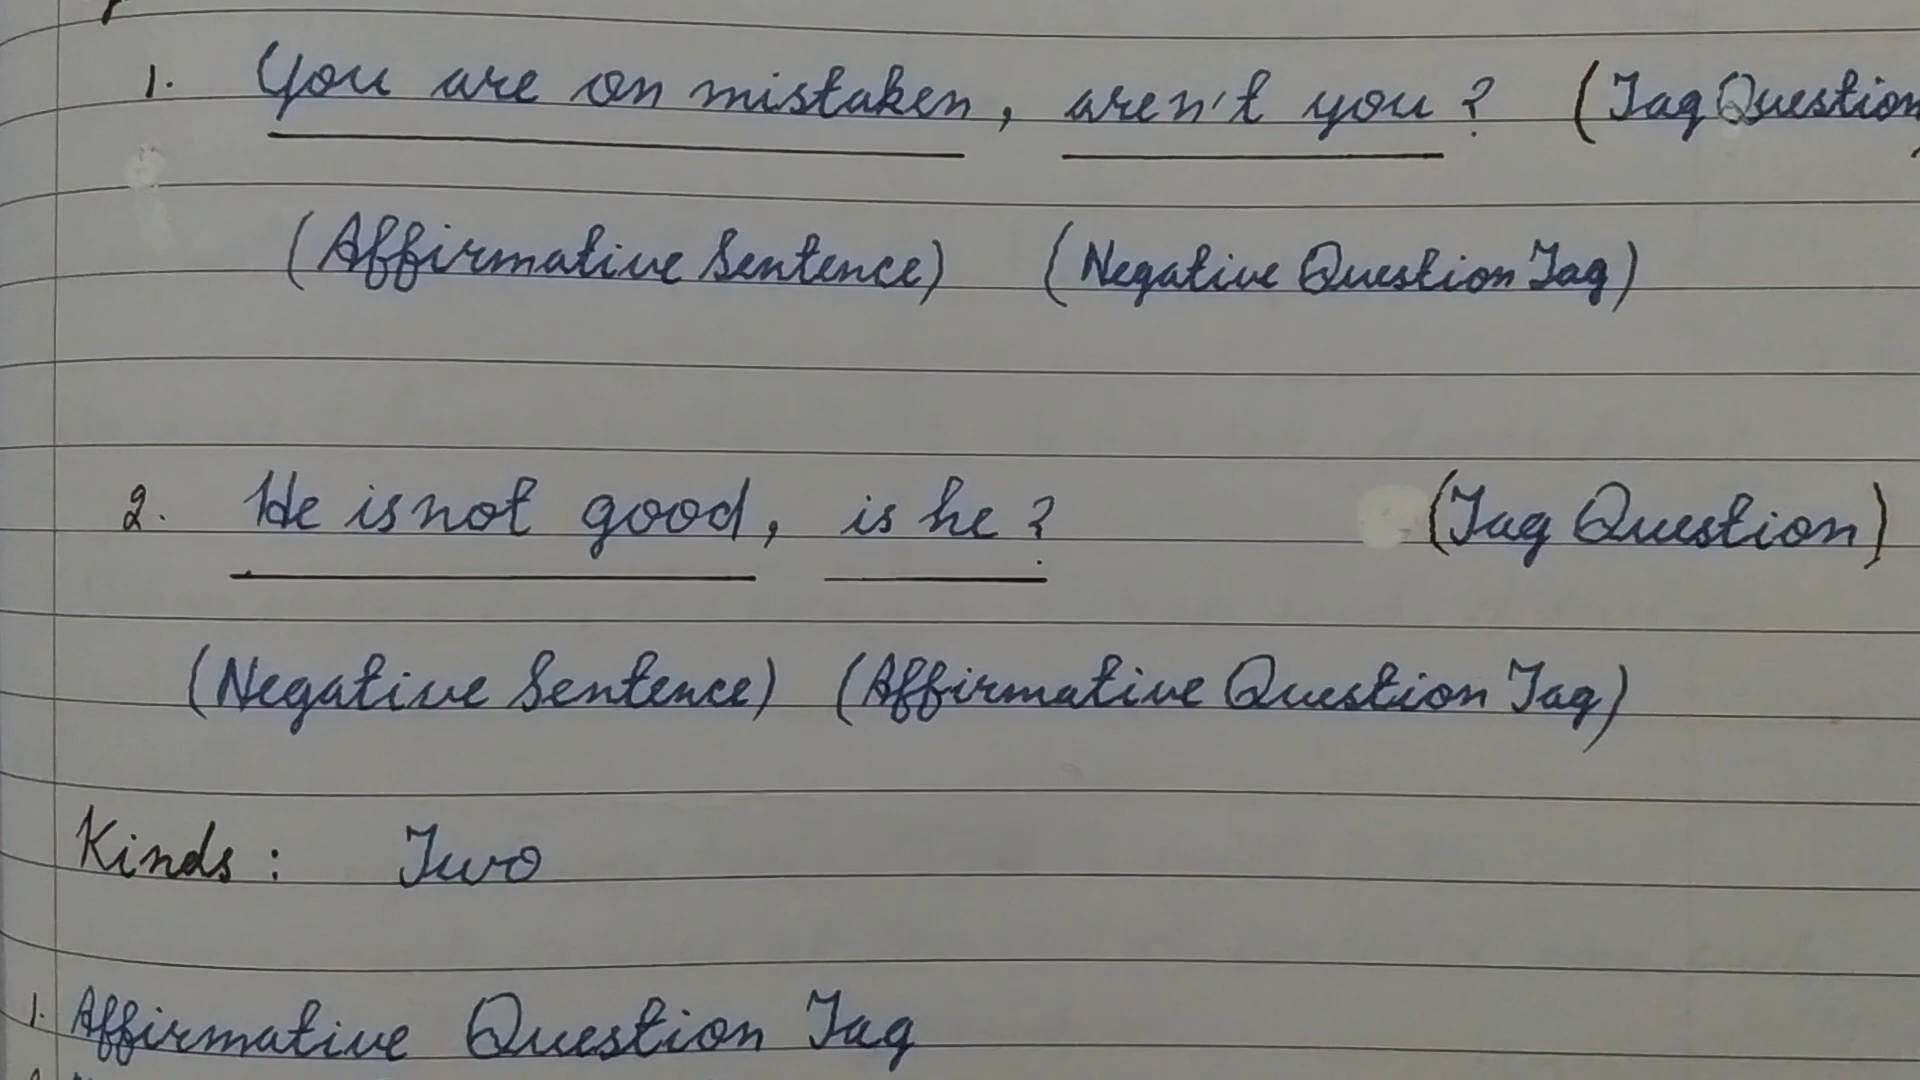 1. You are on mistaken, aren't you? (Tag Question
(Affirmative Sentence) (Negative Question Tag)
2. He is not good, is he? (Tag Question)
(Negative Sentence) (Affirmative Question Tag)
Kinds: Two
1. Affirmative Question Tag